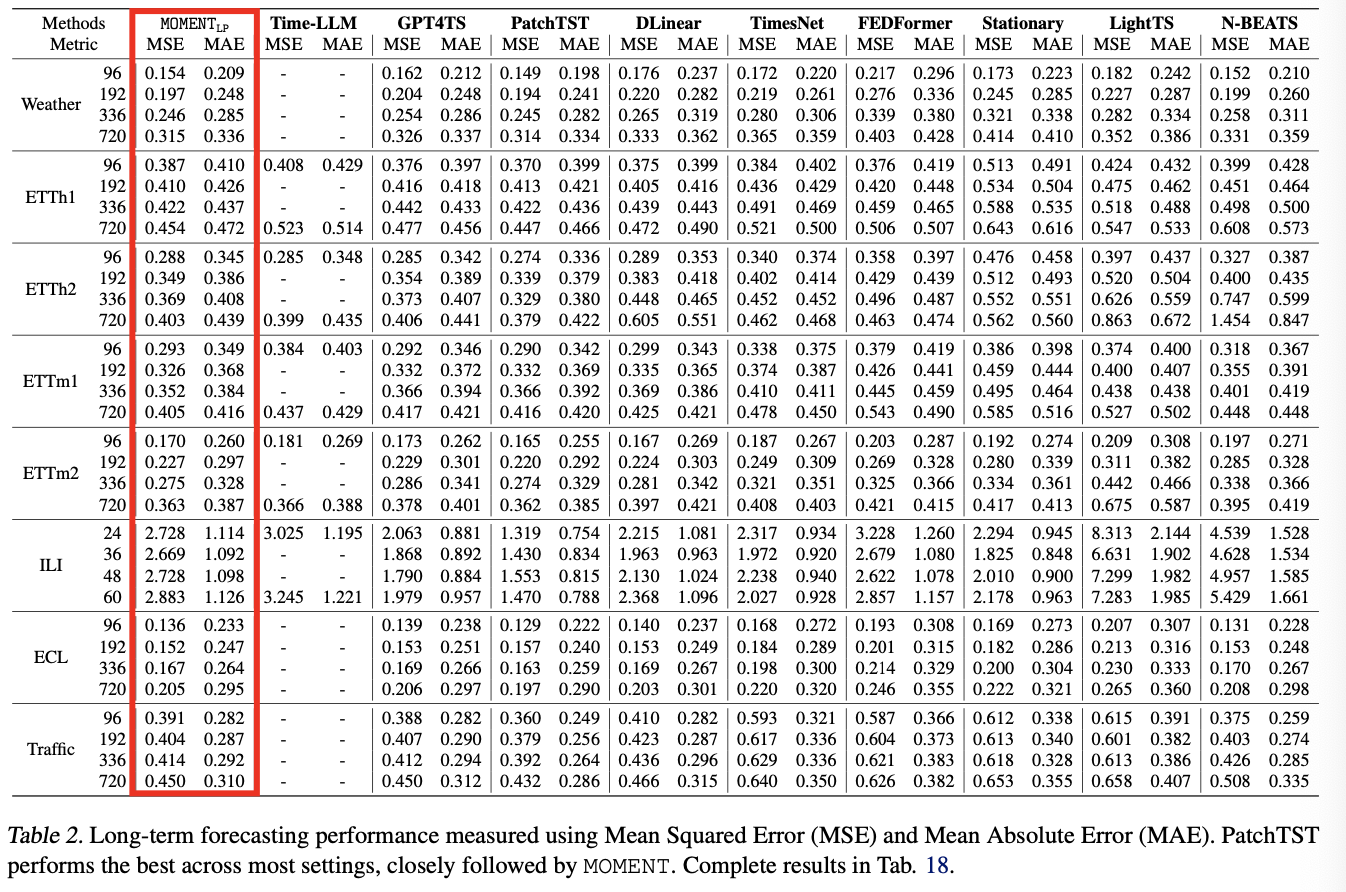 Methods MOMENT_LP Time-LLM GPT4TS PatchTST DLinear TimesNet FEDFormer Stationary LightTS N-BEATS
Metric MSE MAE MSE MAE MSE MAE MSE MAE MSE MAE MSE MAE MSE MAE MSE MAE MSE MAE MSE MAE
Weather
96 0.154 0.209 - - 0.162 0.212 0.149 0.198 0.176 0.237 0.172 0.220 0.217 0.296 0.173 0.223 0.182 0.242 0.152 0.210
192 0.197 0.248 - - 0.204 0.248 0.194 0.241 0.220 0.282 0.219 0.261 0.276 0.336 0.245 0.285 0.227 0.287 0.199 0.260
336 0.246 0.285 - - 0.254 0.286 0.245 0.282 0.265 0.319 0.280 0.306 0.339 0.380 0.321 0.338 0.282 0.334 0.258 0.311
720 0.315 0.336 - - 0.326 0.337 0.314 0.334 0.333 0.362 0.365 0.359 0.403 0.428 0.414 0.410 0.352 0.386 0.331 0.359
ETTh1
96 0.387 0.410 0.408 0.429 0.376 0.397 0.370 0.399 0.375 0.399 0.384 0.402 0.376 0.419 0.513 0.491 0.424 0.432 0.399 0.428
192 0.410 0.426 - - 0.416 0.418 0.413 0.421 0.405 0.416 0.436 0.429 0.420 0.448 0.534 0.504 0.475 0.462 0.451 0.464
336 0.422 0.437 - - 0.442 0.433 0.422 0.436 0.439 0.443 0.491 0.469 0.459 0.465 0.588 0.535 0.518 0.488 0.498 0.500
720 0.454 0.472 0.523 0.514 0.477 0.456 0.447 0.466 0.472 0.490 0.521 0.500 0.506 0.507 0.643 0.616 0.547 0.533 0.608 0.573
ETTh2
96 0.288 0.345 0.285 0.348 0.285 0.342 0.274 0.336 0.289 0.353 0.340 0.374 0.358 0.397 0.476 0.458 0.397 0.437 0.327 0.387
192 0.349 0.386 - - 0.354 0.389 0.339 0.379 0.383 0.418 0.402 0.414 0.429 0.439 0.512 0.493 0.520 0.504 0.400 0.435
336 0.369 0.408 - - 0.373 0.407 0.329 0.380 0.448 0.465 0.452 0.452 0.496 0.487 0.552 0.551 0.626 0.559 0.747 0.599
720 0.403 0.439 0.399 0.435 0.406 0.441 0.379 0.422 0.605 0.551 0.462 0.468 0.463 0.474 0.562 0.560 0.863 0.672 1.454 0.847
ETTm1
96 0.293 0.349 0.384 0.403 0.292 0.346 0.290 0.342 0.299 0.343 0.338 0.375 0.379 0.419 0.386 0.398 0.374 0.400 0.318 0.367
192 0.326 0.368 - - 0.332 0.372 0.332 0.369 0.335 0.365 0.374 0.387 0.426 0.441 0.459 0.444 0.400 0.407 0.355 0.391
336 0.352 0.384 - - 0.366 0.394 0.366 0.392 0.369 0.386 0.410 0.411 0.445 0.459 0.495 0.464 0.438 0.438 0.401 0.419
720 0.405 0.416 0.437 0.429 0.417 0.421 0.416 0.420 0.425 0.421 0.478 0.450 0.543 0.490 0.585 0.516 0.527 0.502 0.448 0.448
ETTm2
96 0.170 0.260 0.181 0.269 0.173 0.262 0.165 0.255 0.167 0.269 0.187 0.267 0.203 0.287 0.192 0.274 0.209 0.308 0.197 0.271
192 0.227 0.297 - - 0.229 0.301 0.220 0.292 0.224 0.303 0.249 0.309 0.269 0.328 0.280 0.339 0.311 0.382 0.285 0.328
336 0.275 0.328 - - 0.286 0.341 0.274 0.329 0.281 0.342 0.321 0.351 0.325 0.366 0.334 0.361 0.442 0.466 0.338 0.366
720 0.363 0.387 0.366 0.388 0.378 0.401 0.362 0.385 0.397 0.421 0.408 0.403 0.421 0.415 0.417 0.413 0.675 0.587 0.395 0.419
ILI
24 2.728 1.114 3.025 1.195 2.063 0.881 1.319 0.754 2.215 1.081 2.317 0.934 3.228 1.260 2.294 0.945 8.313 2.144 4.539 1.528
36 2.669 1.092 - - 1.868 0.892 1.430 0.834 1.963 0.963 1.972 0.920 2.679 1.080 1.825 0.848 6.631 1.902 4.628 1.534
48 2.728 1.098 - - 1.790 0.884 1.553 0.815 2.130 1.024 2.238 0.940 2.622 1.078 2.010 0.900 7.299 1.982 4.957 1.585
60 2.883 1.126 3.245 1.221 1.979 0.957 1.470 0.788 2.368 1.096 2.027 0.928 2.857 1.157 2.178 0.963 7.283 1.985 5.429 1.661
ECL
96 0.136 0.233 - - 0.139 0.238 0.129 0.222 0.140 0.237 0.168 0.272 0.193 0.308 0.169 0.273 0.207 0.307 0.131 0.228
192 0.152 0.247 - - 0.153 0.251 0.157 0.240 0.153 0.249 0.184 0.289 0.201 0.315 0.182 0.286 0.213 0.316 0.153 0.248
336 0.167 0.264 - - 0.169 0.266 0.163 0.259 0.169 0.267 0.198 0.300 0.214 0.329 0.200 0.304 0.230 0.333 0.170 0.267
720 0.205 0.295 - - 0.206 0.297 0.197 0.290 0.203 0.301 0.220 0.320 0.246 0.355 0.222 0.321 0.265 0.360 0.208 0.298
Traffic
96 0.391 0.282 - - 0.388 0.282 0.360 0.249 0.410 0.282 0.593 0.321 0.587 0.366 0.612 0.338 0.615 0.391 0.375 0.259
192 0.404 0.287 - - 0.407 0.290 0.379 0.256 0.423 0.287 0.617 0.336 0.604 0.373 0.613 0.340 0.601 0.382 0.403 0.274
336 0.414 0.292 - - 0.412 0.294 0.392 0.264 0.436 0.296 0.629 0.336 0.621 0.383 0.618 0.328 0.613 0.386 0.426 0.285
720 0.450 0.310 - - 0.450 0.312 0.432 0.286 0.466 0.315 0.640 0.350 0.626 0.382 0.653 0.355 0.658 0.407 0.508 0.335
Table 2. Long-term forecasting performance measured using Mean Squared Error (MSE) and Mean Absolute Error (MAE). PatchTST
performs the best across most settings, closely followed by MOMENT. Complete results in Tab. 18.